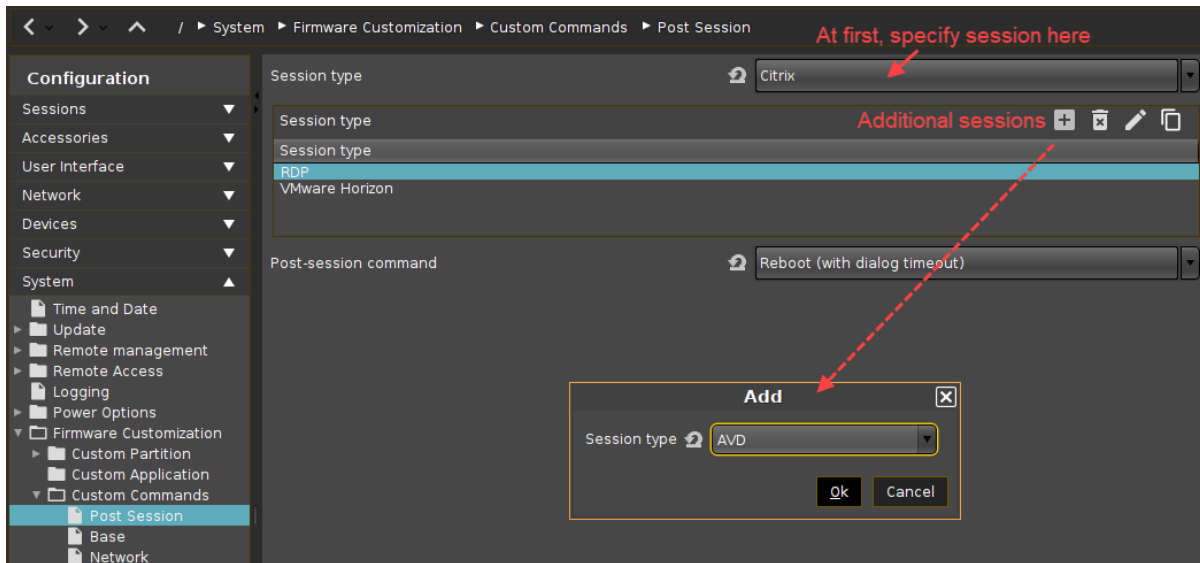 / System Firmware Customization Custom Commands Post Session
At first, specify session here
Configuration
Sessions
Accessories
User Interface
Network
Devices
Security
System
Time and Date
Update
Remote management
Remote Access
Logging
Power Options
Firmware Customization
Custom Partition
Custom Application
Custom Commands
Post Session
Base
Network
Session type Citrix
Session type Additional sessions
Session type
RDP
VMware Horizon
Post-session command Reboot (with dialog timeout)
Add
Session type AVD
Ok Cancel